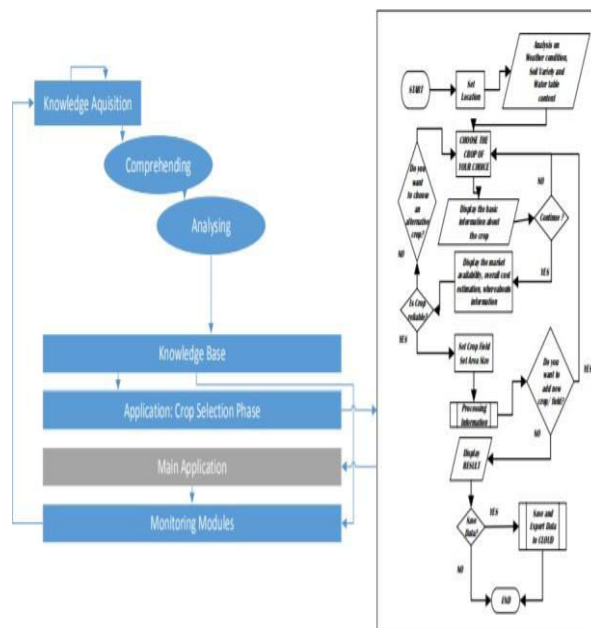 Knowledge Aquisition
Comprehending
Analysing
Knowledge Base
Application: Crop Selection Phase
Main Application
Monitoring Modules
START
Set
Location
Analysis on
Weather condition,
Soil Variety and
Water table
content
CHOOSE THE
CROP OF
YOUR CHOICE
Do you
want
to choose
an
alternative
crop?
Display the basic
information about
the crop
NO
Continue ?
YES
Display the market
availability, overall cost
estimation, whereabouts
information
NO
Is Crop
reliable?
YES
Set Crop Field
Set Area Size
Processing
Information
Do you
want to
add new
crop/ field?
YES
NO
Display
RESULT
Save
Data?
YES
Save and
Export Data
to CLOUD
NO
END